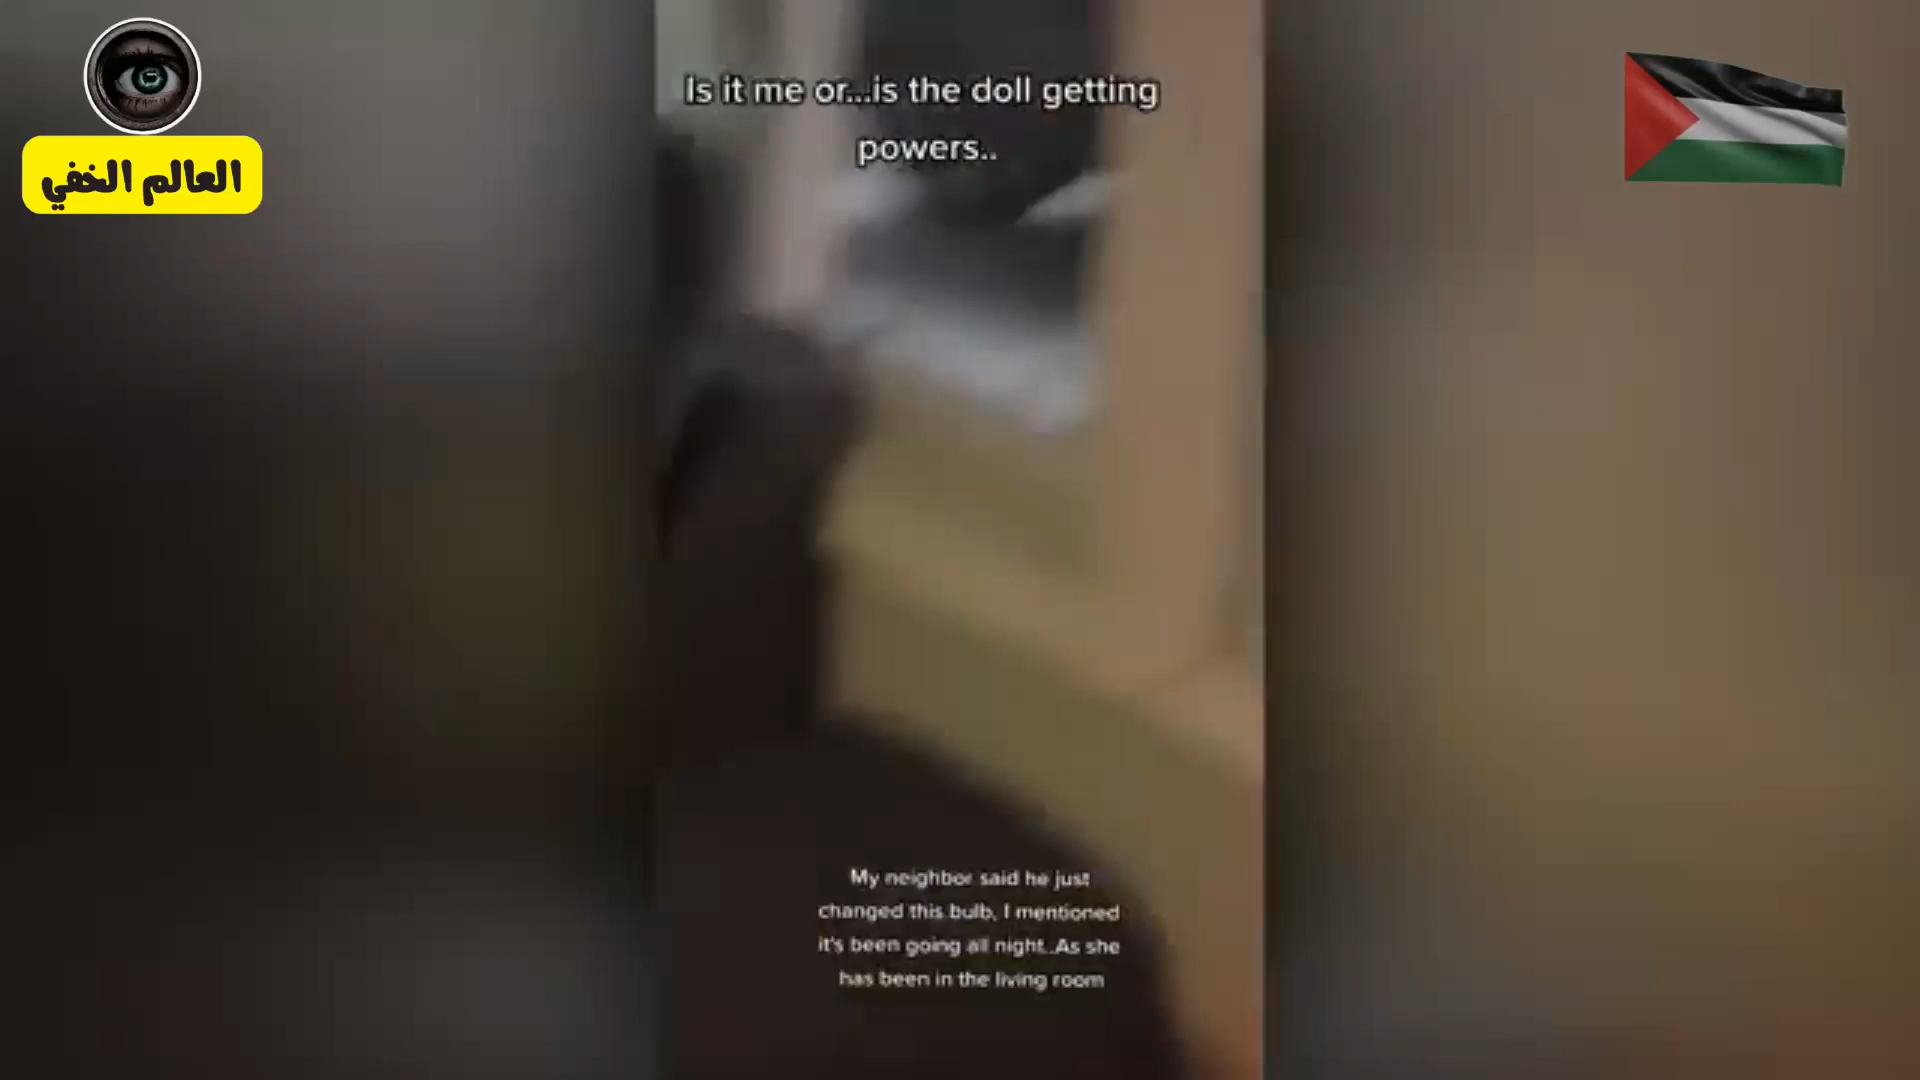 العالم الخفي
Is it me or...is the doll getting
powers..
My neighbor said he just
changed this bulb, I mentioned
it's been going all night..As she
has been in the living room